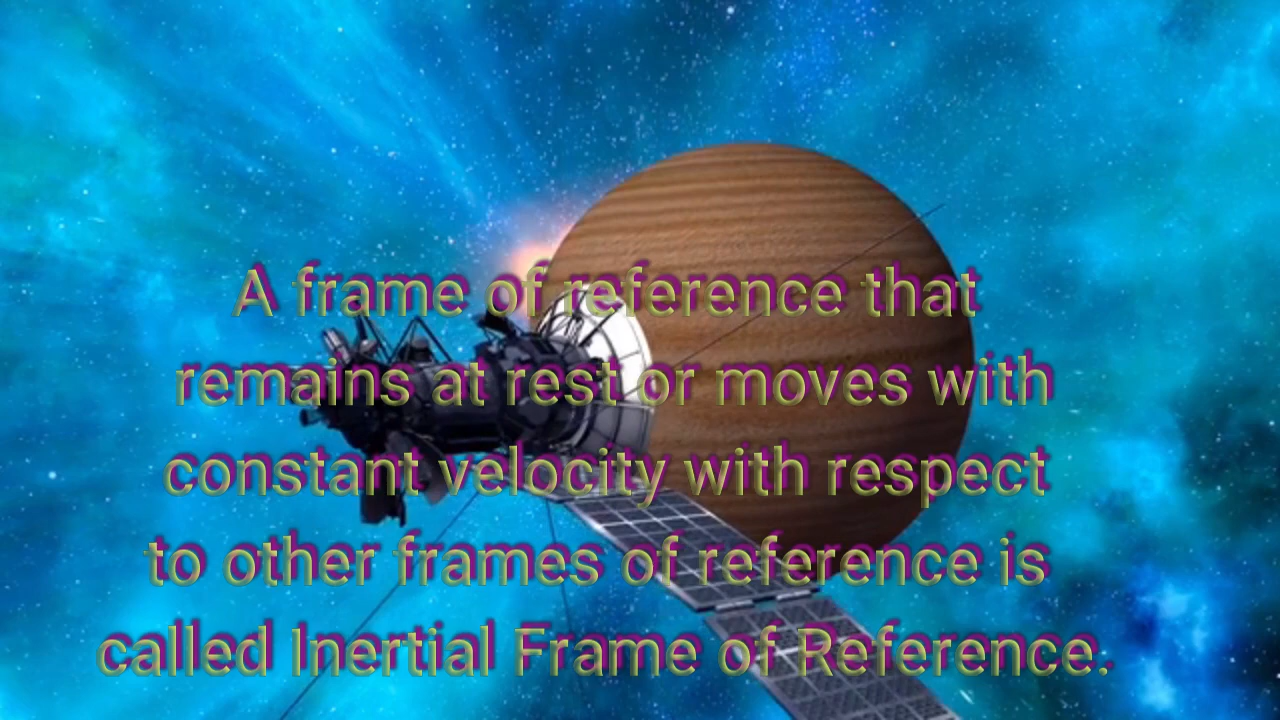 A frame of reference that
remains at rest or moves with
constant velocity with respect
to other frames of reference is
called Inertial Frame of Reference.